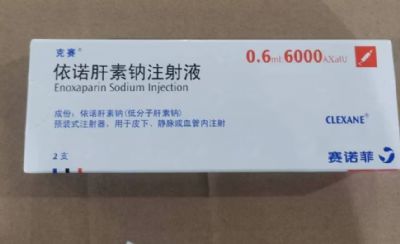 克赛®
0.6ml:6000AXaIU
依诺肝素钠注射液
Enoxaparin Sodium Injection
成份：依诺肝素钠(低分子肝素钠)
预装式注射器，用于皮下、静脉或血管内注射
CLEXANE®
2 支
赛诺菲